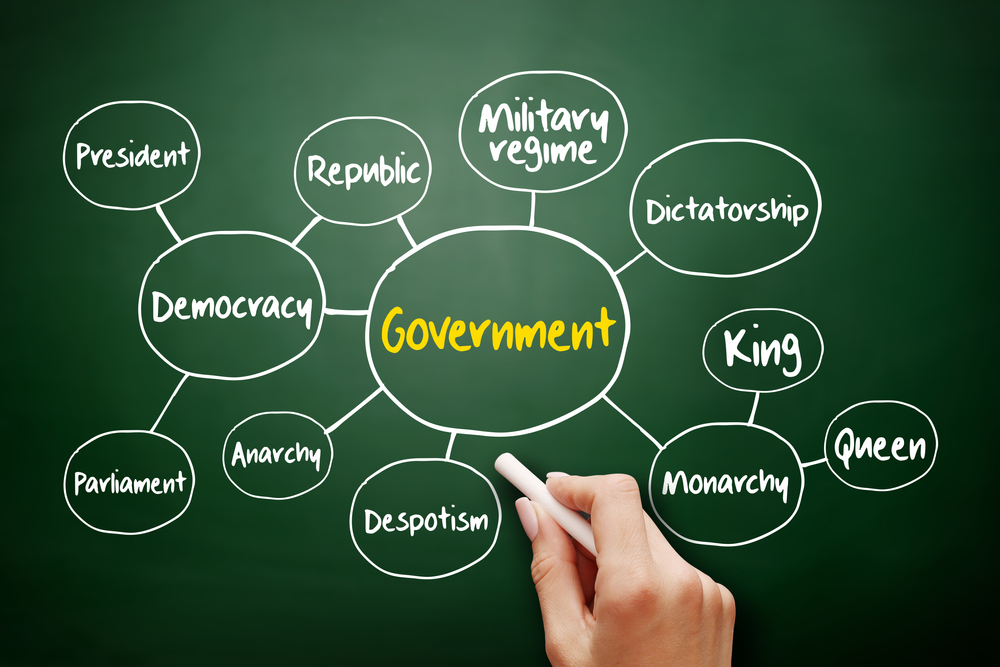 Military
regime
President
Republic
Dictatorship
Democracy
Government
King
Queen
Anarchy
Parliament
Monarchy
Despotism